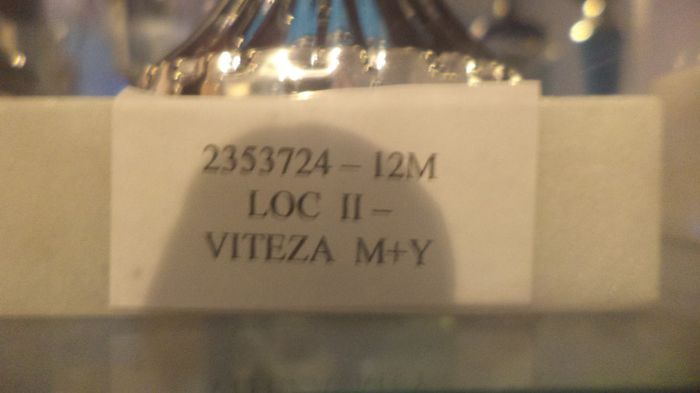 2353724 – 12M
LOC II –
VITEZA M+Y